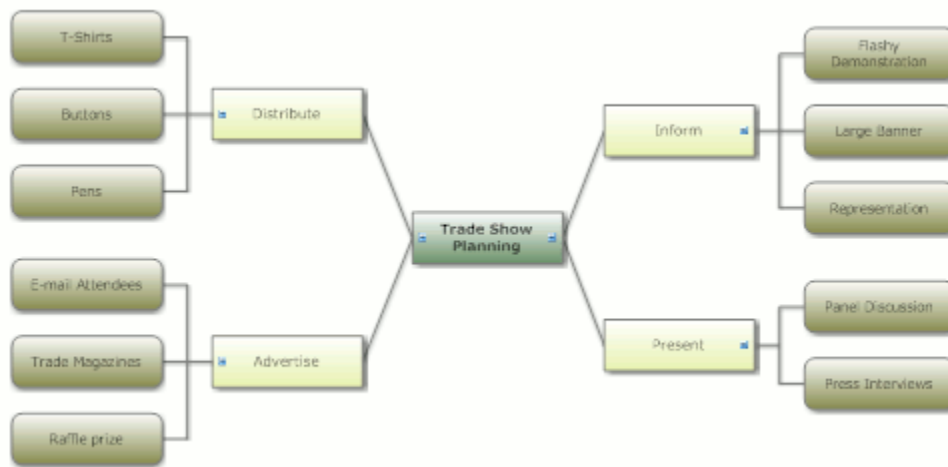 T-Shirts
Buttons
Pens
Distribute
E-mail Attendees
Trade Magazines
Raffle prize
Advertise
Trade Show
Planning
Inform
Flashy
Demonstration
Large Banner
Representation
Present
Panel Discussion
Press Interviews